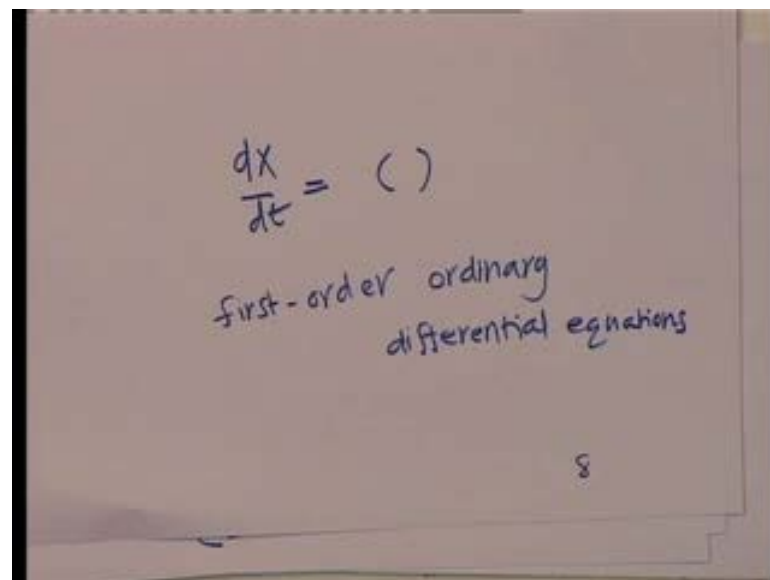 dx/dt = ( )
first-order ordinary
differential equations
8